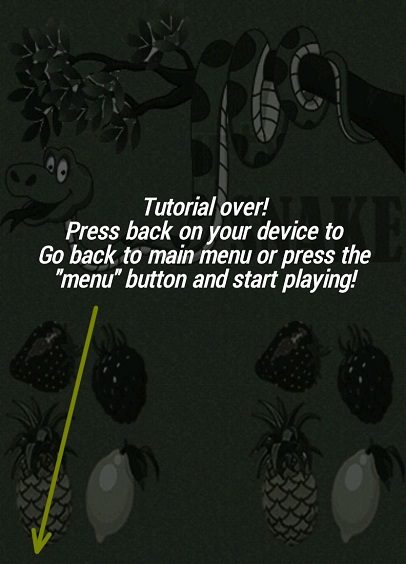 Tutorial over!
Press back on your device to
Go back to main menu or press the
"menu" button and start playing!
SNAKE